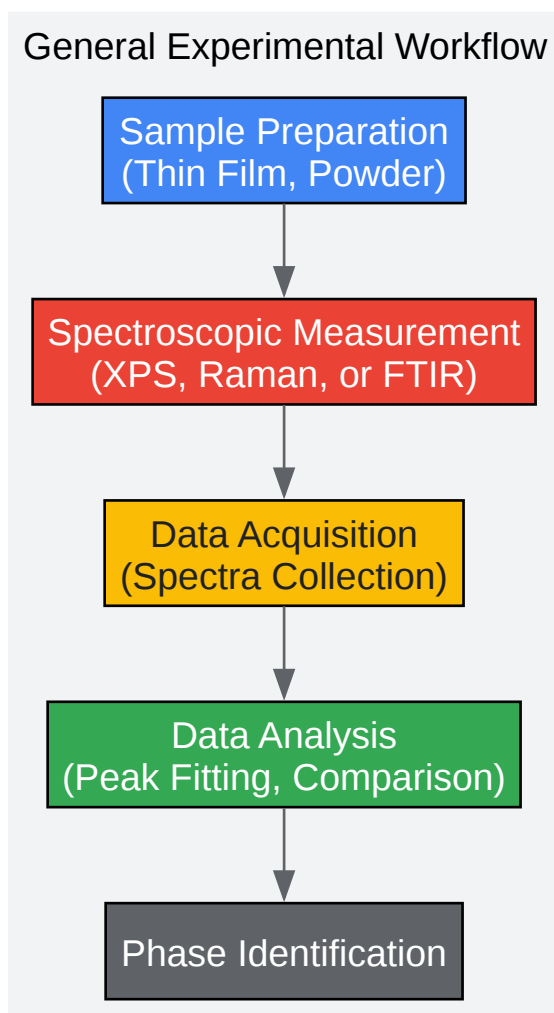 General Experimental Workflow
Sample Preparation
(Thin Film, Powder)
Spectroscopic Measurement
(XPS, Raman, or FTIR)
Data Acquisition
(Spectra Collection)
Data Analysis
(Peak Fitting, Comparison)
Phase Identification